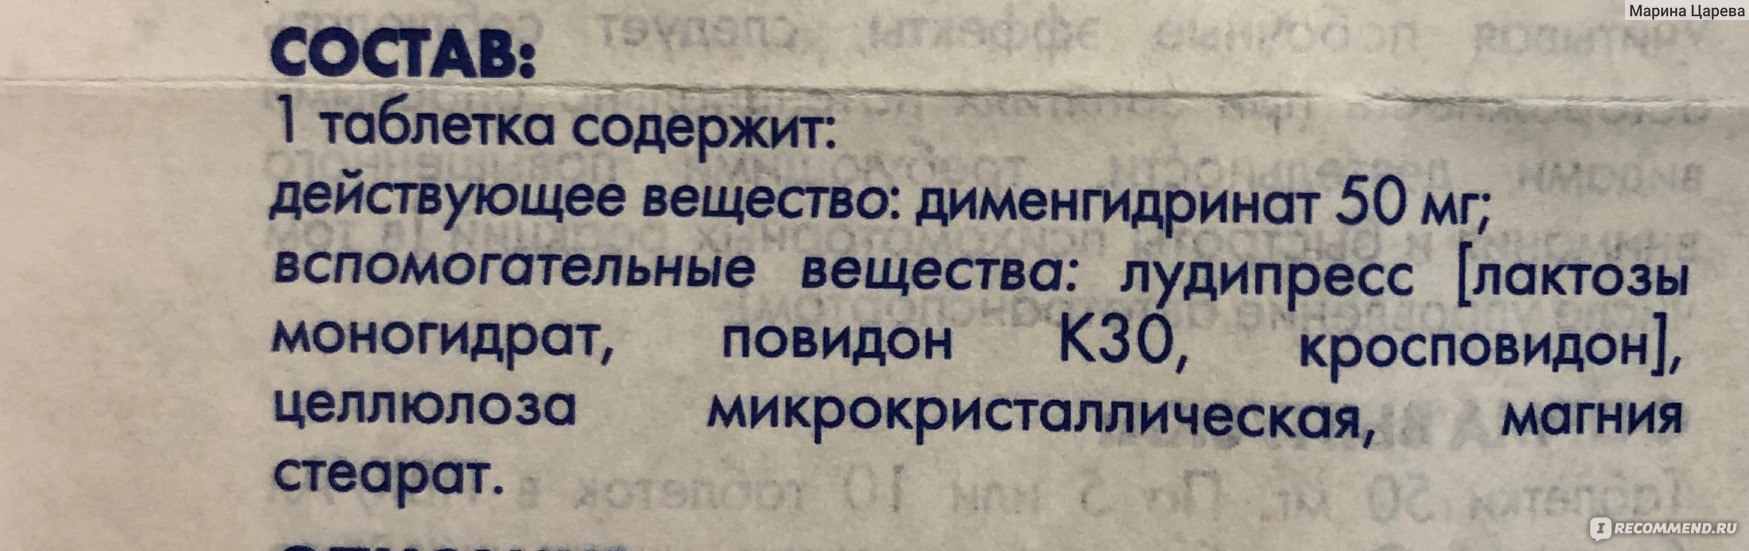 Марина Царева
СОСТАВ:
1 таблетка содержит:
действующее вещество: дименгидринат 50 мг;
вспомогательные вещества: лудипресс [лактозы
моногидрат, повидон К30, кросповидон],
целлюлоза микрокристаллическая, магния
стеарат.
IRECOMMEND.RU